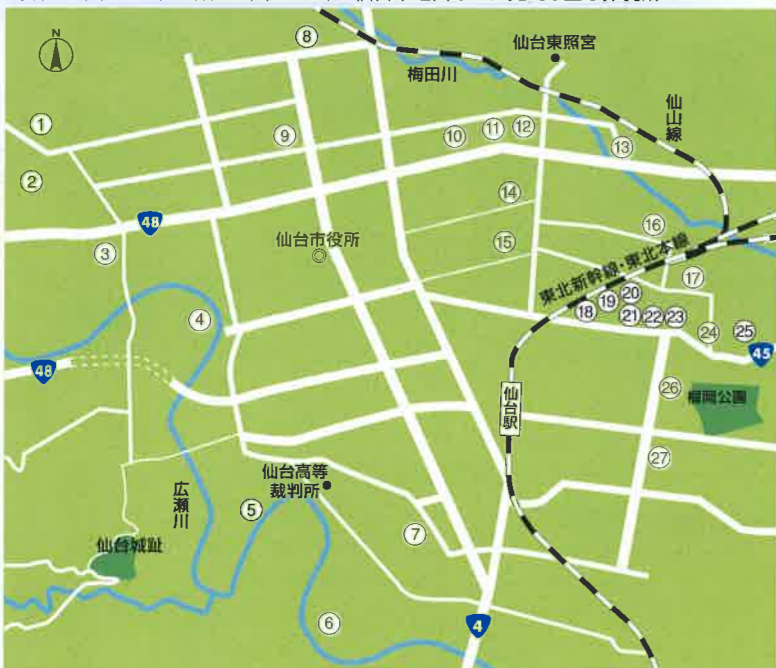 N
⑧
仙台東照宮
梅田川
仙山線
①
⑨
⑩
⑪
⑫
⑬
②
⑭
48
③
仙台市役所
⑮
⑯
東北新幹線・東北本線
⑰
④
⑱
⑲
⑳
㉑
㉒
㉓
㉔
㉕
45
48
仙台駅
㉖
榴岡公園
㉗
仙台高等
裁判所
広瀬川
⑤
⑦
仙台城趾
⑥
4